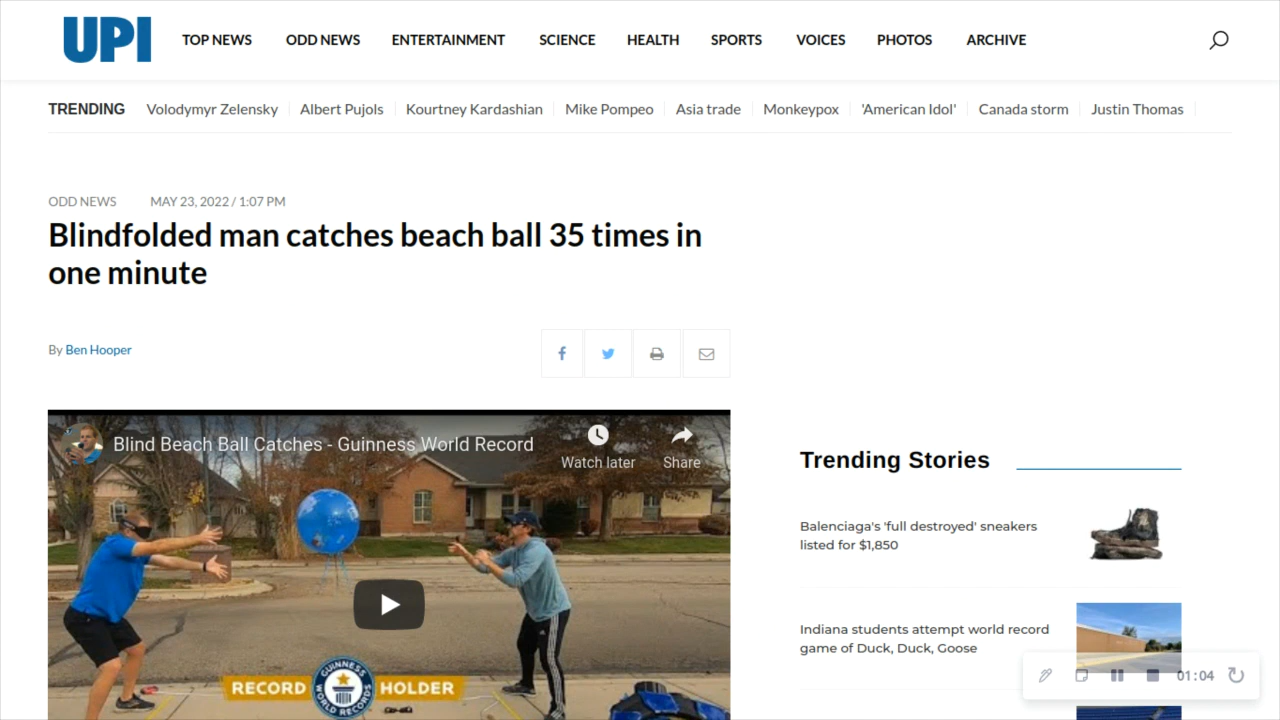 UPI
TOP NEWS ODD NEWS ENTERTAINMENT SCIENCE HEALTH SPORTS VOICES PHOTOS ARCHIVE
TRENDING Volodymyr Zelensky Albert Pujols Kourtney Kardashian Mike Pompeo Asia trade Monkeypox 'American Idol' Canada storm Justin Thomas
ODD NEWS MAY 23, 2022 / 1:07 PM
Blindfolded man catches beach ball 35 times in
one minute
By Ben Hooper
Blind Beach Ball Catches - Guinness World Record
Watch later
Share
RECORD
GUINNESS
WORLD RECORDS
HOLDER
Trending Stories
Balenciaga's 'full destroyed' sneakers
listed for $1,850
Indiana students attempt world record
game of Duck, Duck, Goose
01:04